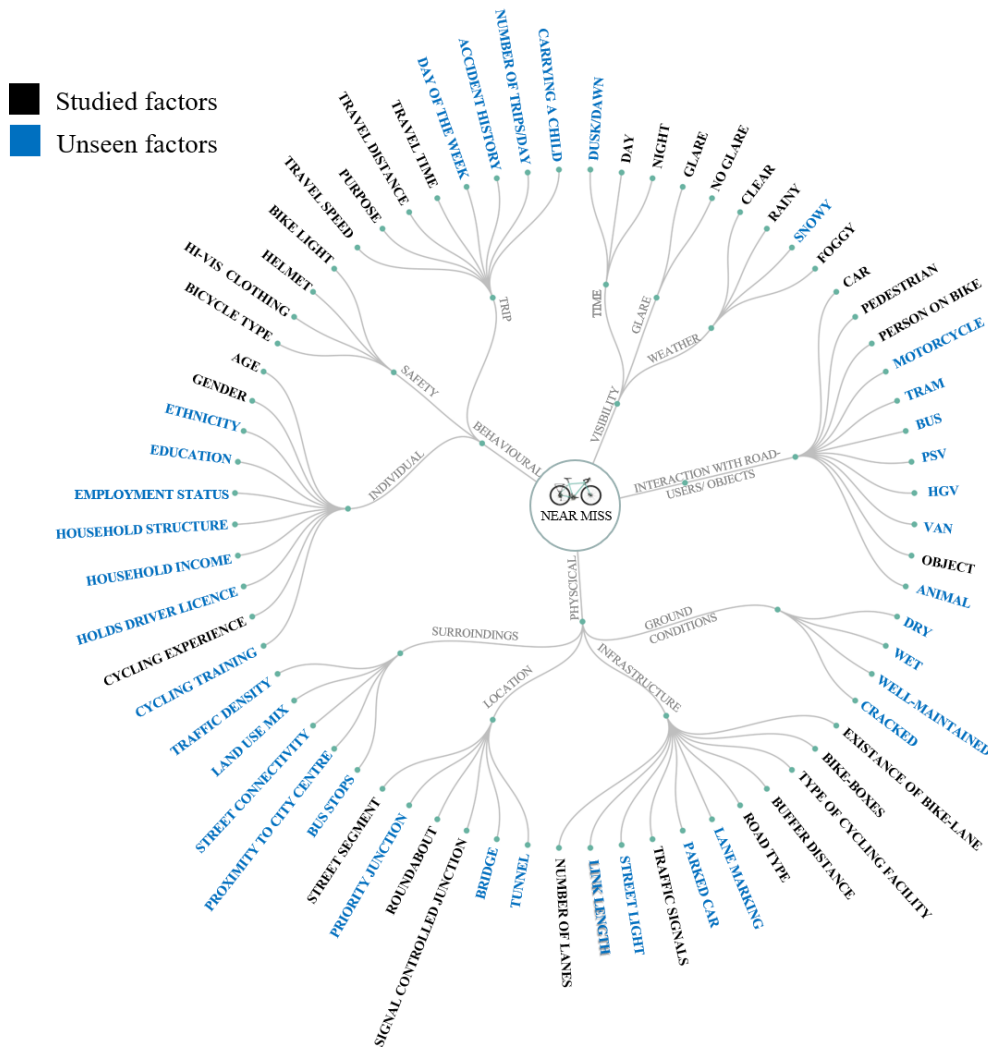 Studied factors
Unseen factors
NEAR MISS
BEHAVIOURAL
TRIP
TRAVEL SPEED
PURPOSE
TRAVEL DISTANCE
TRAVEL TIME
DAY OF THE WEEK
ACCIDENT HISTORY
NUMBER OF TRIPS/DAY
CARRYING A CHILD
SAFETY
BIKE LIGHT
HELMET
HI-VIS CLOTHING
BICYCLE TYPE
INDIVIDUAL
AGE
GENDER
ETHNICITY
EDUCATION
EMPLOYMENT STATUS
HOUSEHOLD STRUCTURE
HOUSEHOLD INCOME
HOLDS DRIVER LICENCE
CYCLING EXPERIENCE
CYCLING TRAINING
VISIBILITY
TIME
DUSK/DAWN
DAY
NIGHT
GLARE
GLARE
NO GLARE
WEATHER
CLEAR
RAINY
SNOWY
FOGGY
INTERACTION WITH ROAD-
USERS/ OBJECTS
CAR
PEDESTRIAN
PERSON ON BIKE
MOTORCYCLE
TRAM
BUS
PSV
HGV
VAN
OBJECT
ANIMAL
PHYSCICAL
GROUND
CONDITIONS
DRY
WET
WELL-MAINTAINED
CRACKED
INFRASTRUCTURE
EXISTANCE OF BIKE-LANE
BIKE-BOXES
TYPE OF CYCLING FACILITY
BUFFER DISTANCE
ROAD TYPE
LANE MARKING
PARKED CAR
TRAFFIC SIGNALS
STREET LIGHT
LINK LENGTH
NUMBER OF LANES
LOCATION
TUNNEL
BRIDGE
SIGNAL CONTROLLED JUNCTION
ROUNDABOUT
PRIORITY JUNCTION
STREET SEGMENT
SURROINDINGS
BUS STOPS
PROXIMITY TO CITY CENTRE
STREET CONNECTIVITY
LAND USE MIX
TRAFFIC DENSITY